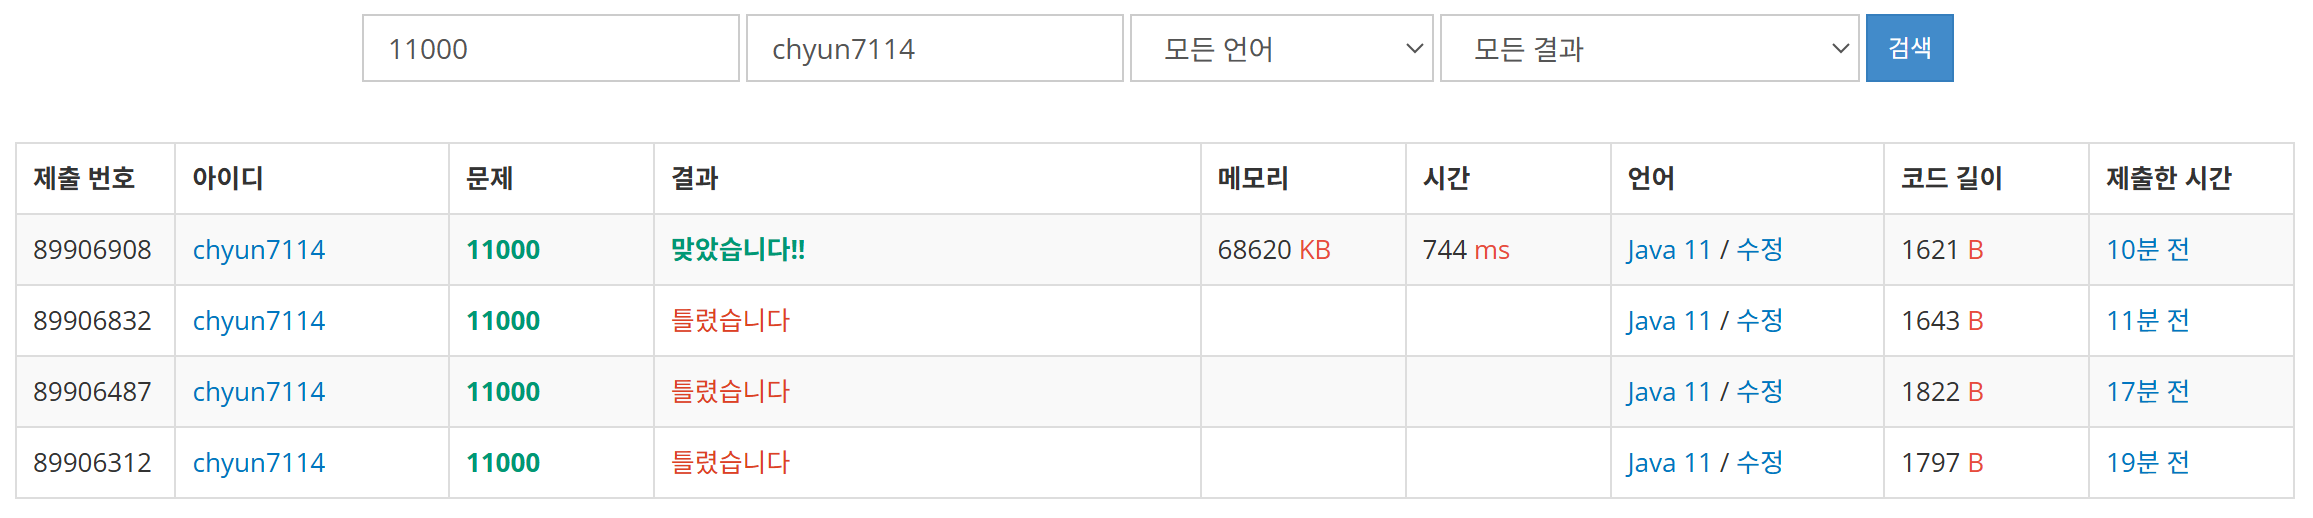 11000 chyun7114 모든 언어 모든 결과 검색
제출 번호 아이디 문제 결과 메모리 시간 언어 코드 길이 제출한 시간
89906908 chyun7114 11000 맞았습니다!! 68620 KB 744 ms Java 11 / 수정 1621 B 10분 전
89906832 chyun7114 11000 틀렸습니다 Java 11 / 수정 1643 B 11분 전
89906487 chyun7114 11000 틀렸습니다 Java 11 / 수정 1822 B 17분 전
89906312 chyun7114 11000 틀렸습니다 Java 11 / 수정 1797 B 19분 전